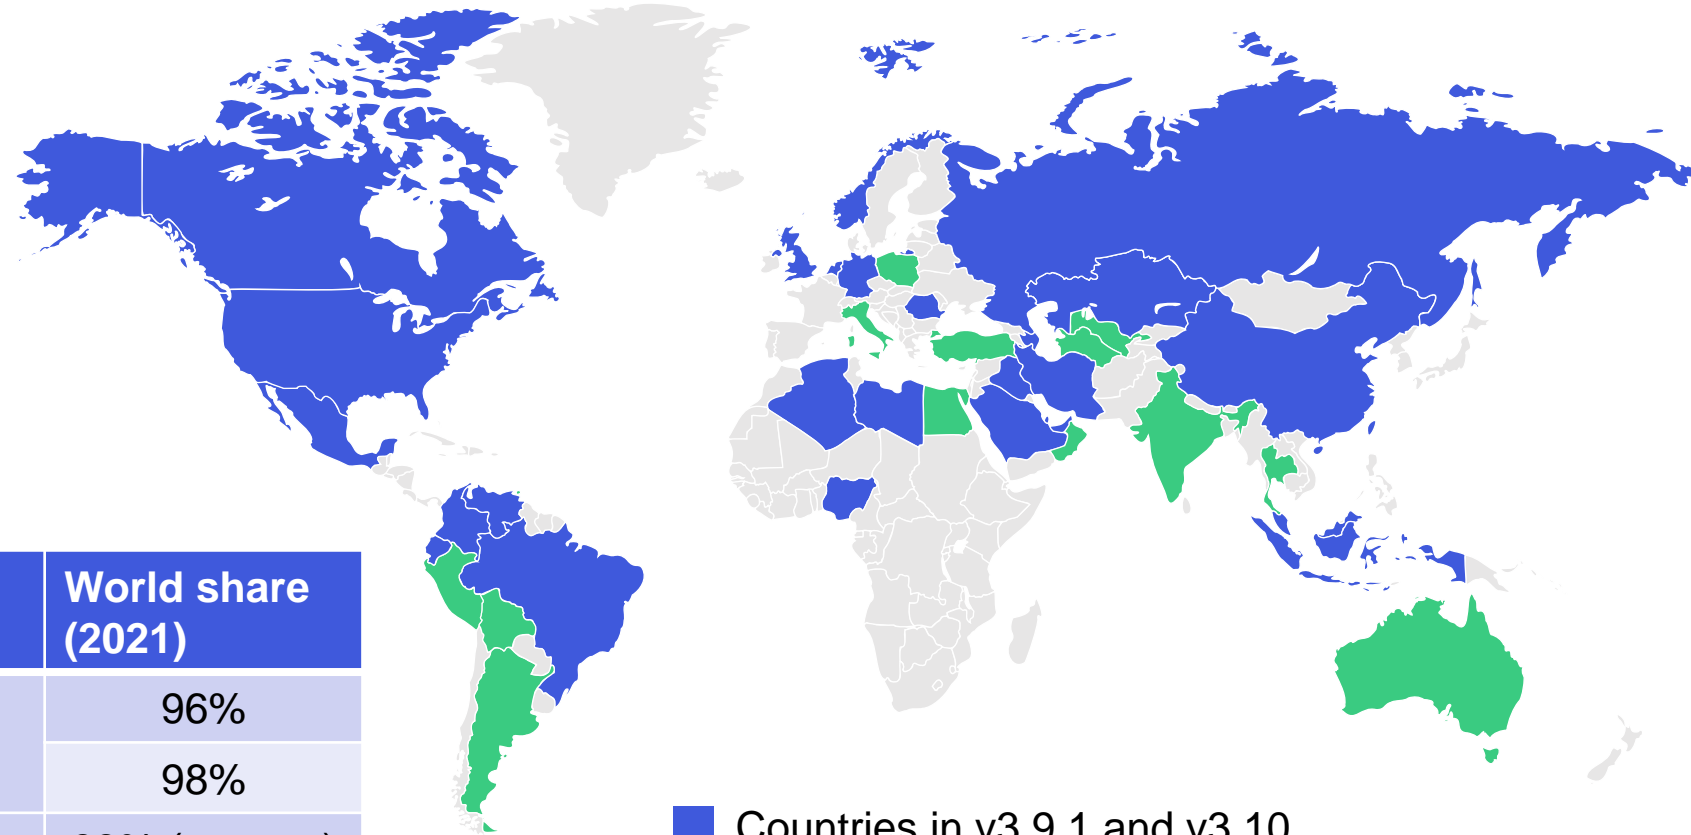 World share
(2021)
96%
98%
Countries in v3.9.1 and v3.10